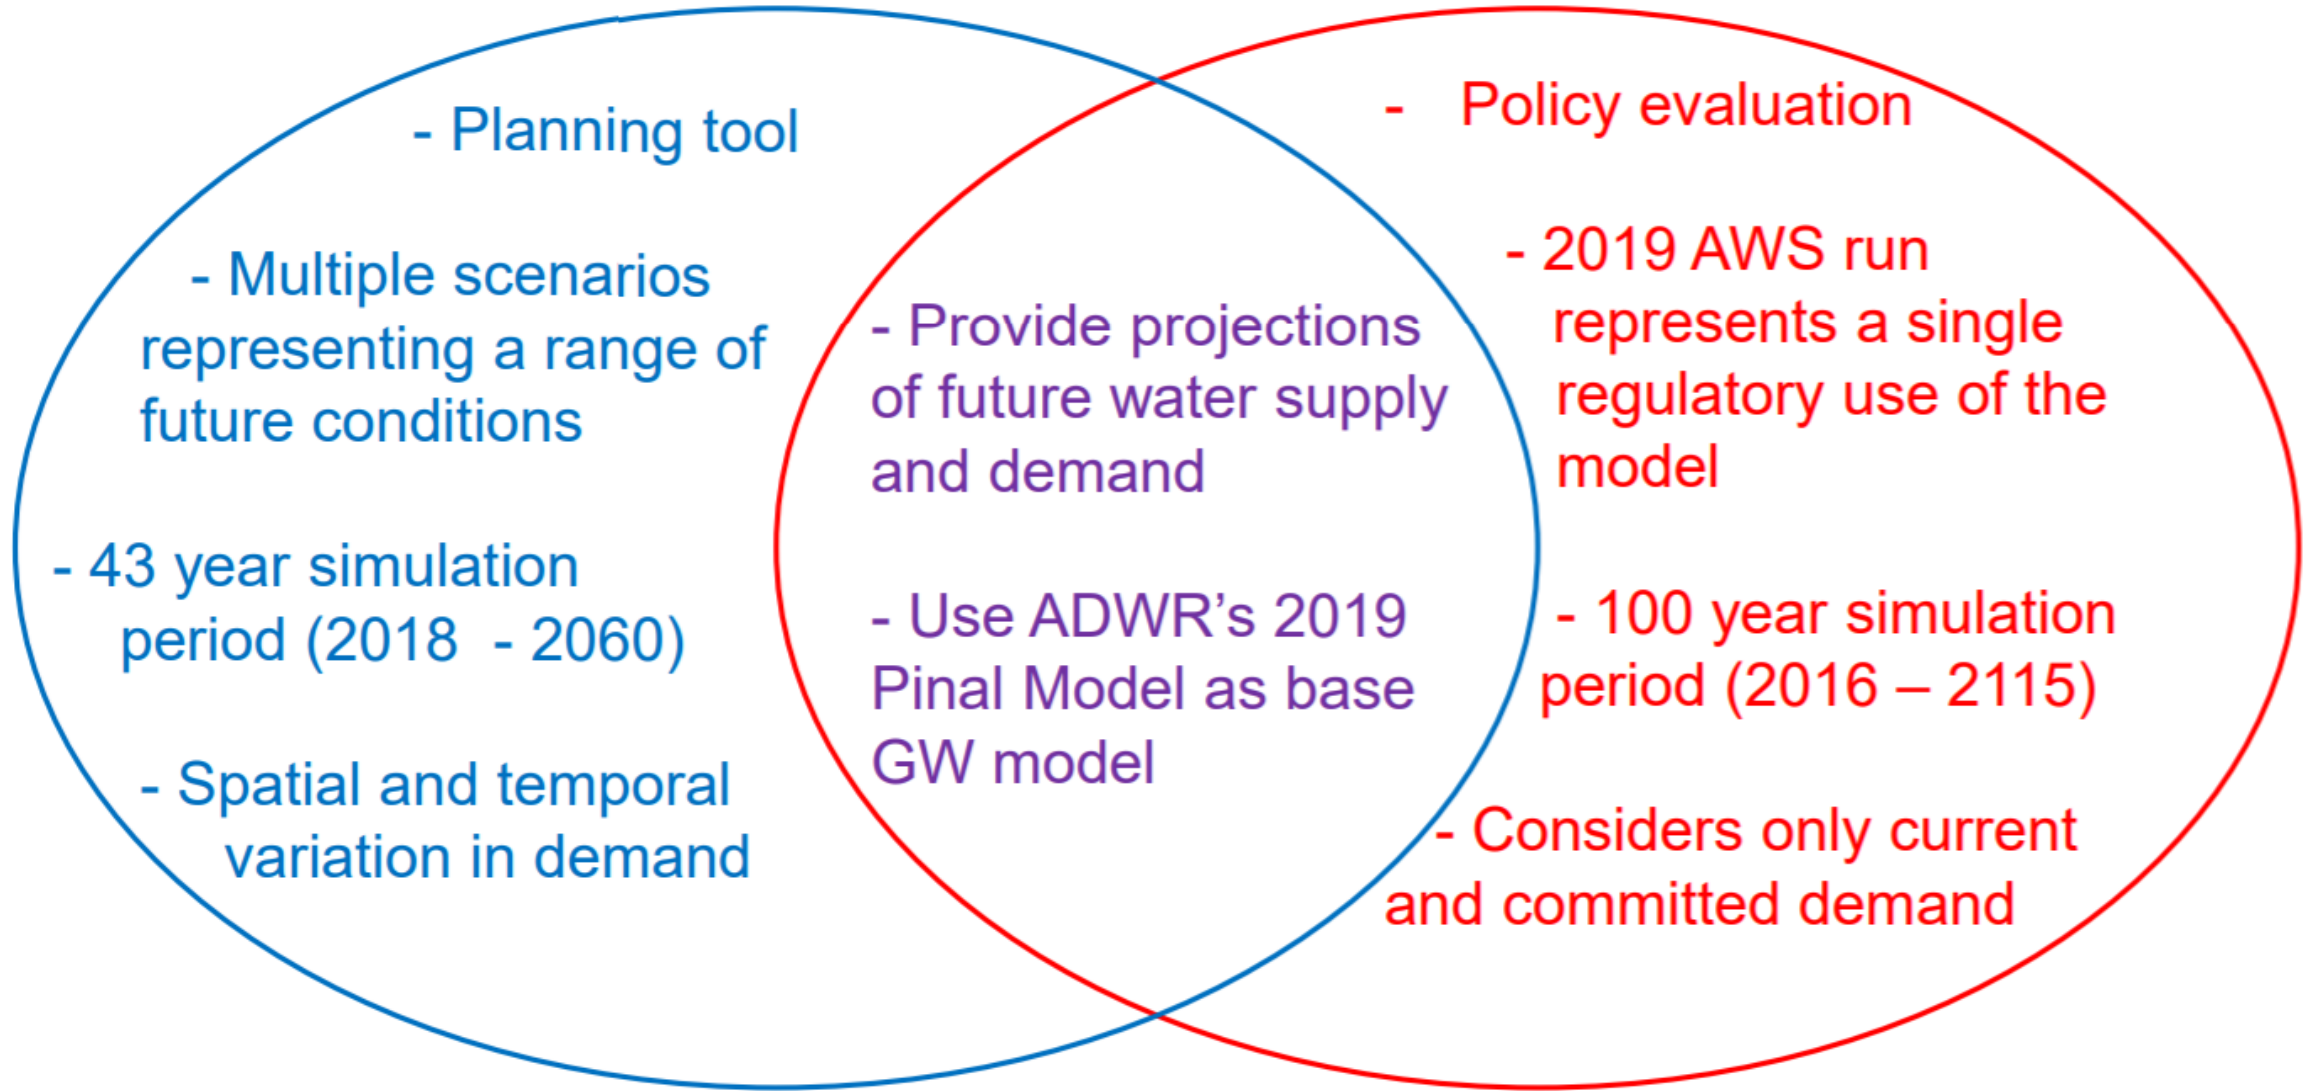 - Planning tool
- Multiple scenarios
representing a range of
future conditions
- 43 year simulation
period (2018 - 2060)
- Spatial and temporal
variation in demand
- Provide projections
of future water supply
and demand
- Use ADWR’s 2019
Pinal Model as base
GW model
- Policy evaluation
- 2019 AWS run
represents a single
regulatory use of the
model
- 100 year simulation
period (2016 – 2115)
- Considers only current
and committed demand